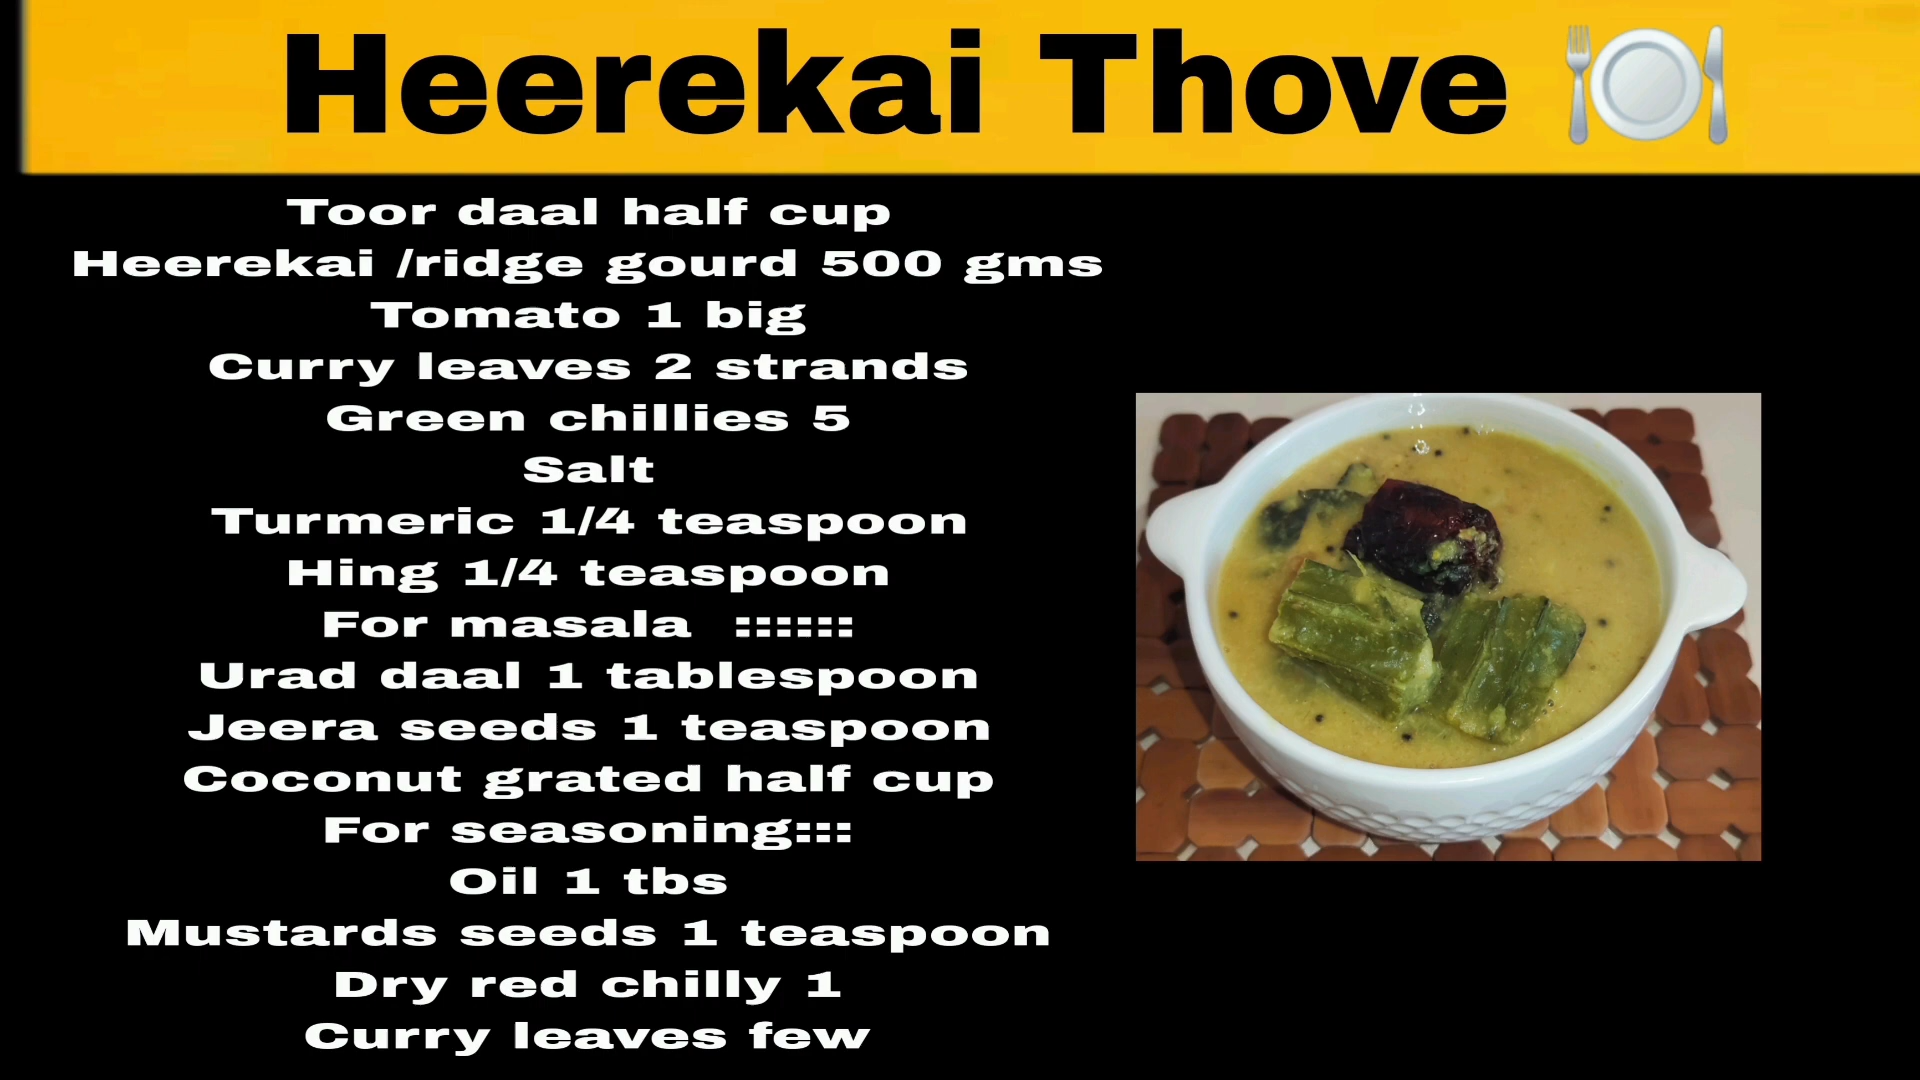 Heerekai Thove 🍽️
Toor daal half cup
Heerekai /ridge gourd 500 gms
Tomato 1 big
Curry leaves 2 strands
Green chillies 5
Salt
Turmeric 1/4 teaspoon
Hing 1/4 teaspoon
For masala  ::::::
Urad daal 1 tablespoon
Jeera seeds 1 teaspoon
Coconut grated half cup
For seasoning:::
Oil 1 tbs
Mustards seeds 1 teaspoon
Dry red chilly 1
Curry leaves few